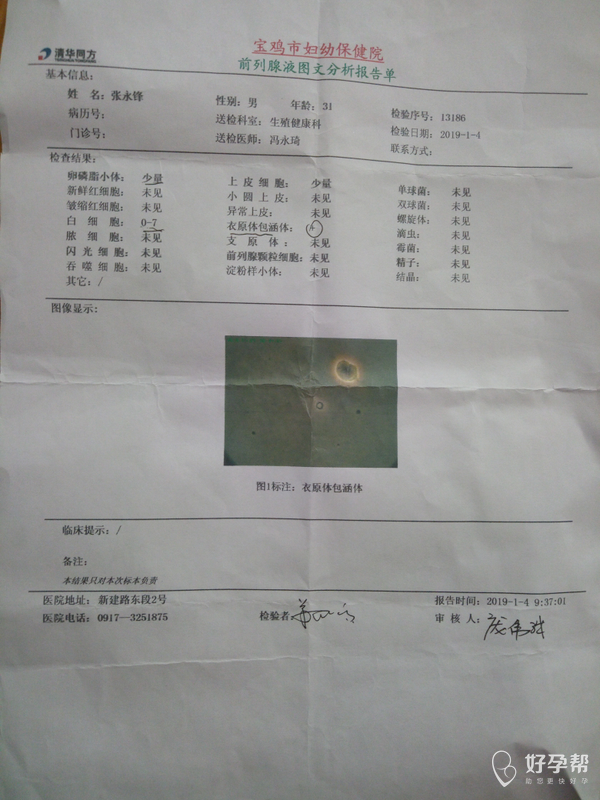 清华同方
宝鸡市妇幼保健院
前列腺液图文分析报告单
基本信息:
姓 名: 张永锋 性别: 男 年龄: 31 检验序号: 13186
病历号: 送检科室: 生殖健康科 检验日期: 2019-1-4
门诊号: 送检医师: 冯永琦 联系方式:
检查结果:
卵磷脂小体: 少量 上皮细胞: 少量 单球菌: 未见
新鲜红细胞: 未见 小圆上皮: 未见 双球菌: 未见
皱缩红细胞: 未见 异常上皮: 未见 螺旋体: 未见
白 细 胞: 0-7 衣原体包涵体: + 滴虫: 未见
脓 细 胞: 未见 支 原 体: 未见 霉菌: 未见
闪光细胞: 未见 前列腺颗粒细胞: 未见 精子: 未见
吞噬细胞: 未见 淀粉样小体: 未见 结晶: 未见
其它: /
图像显示:
图1标注: 衣原体包涵体
临床提示: /
备注:
本结果只对本次标本负责
医院地址: 新建路东段2号 报告时间: 2019-1-4 9:37:01
医院电话: 0917—3251875 检验者: 审 核 人:
好孕帮
助您更快好孕